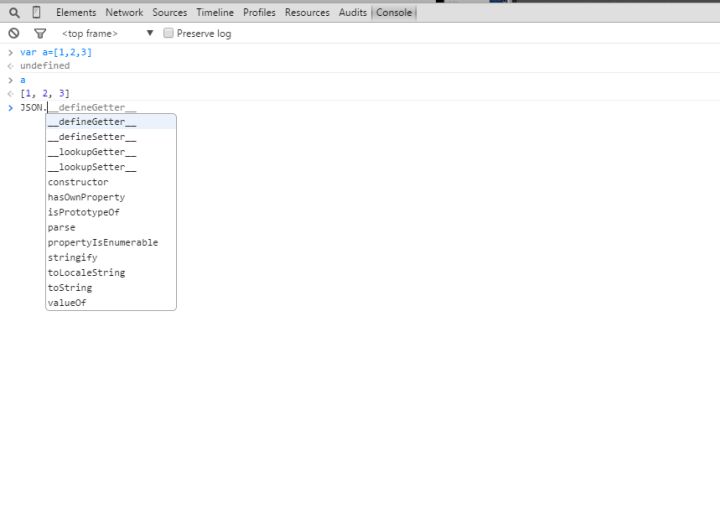 Elements Network Sources Timeline Profiles Resources Audits Console
<top frame> ▼ Preserve log
> var a=[1,2,3]
< undefined
> a
< [1, 2, 3]
> JSON.__defineGetter__
__defineGetter__
__defineSetter__
__lookupGetter__
__lookupSetter__
constructor
hasOwnProperty
isPrototypeOf
parse
propertyIsEnumerable
stringify
toLocaleString
toString
valueOf